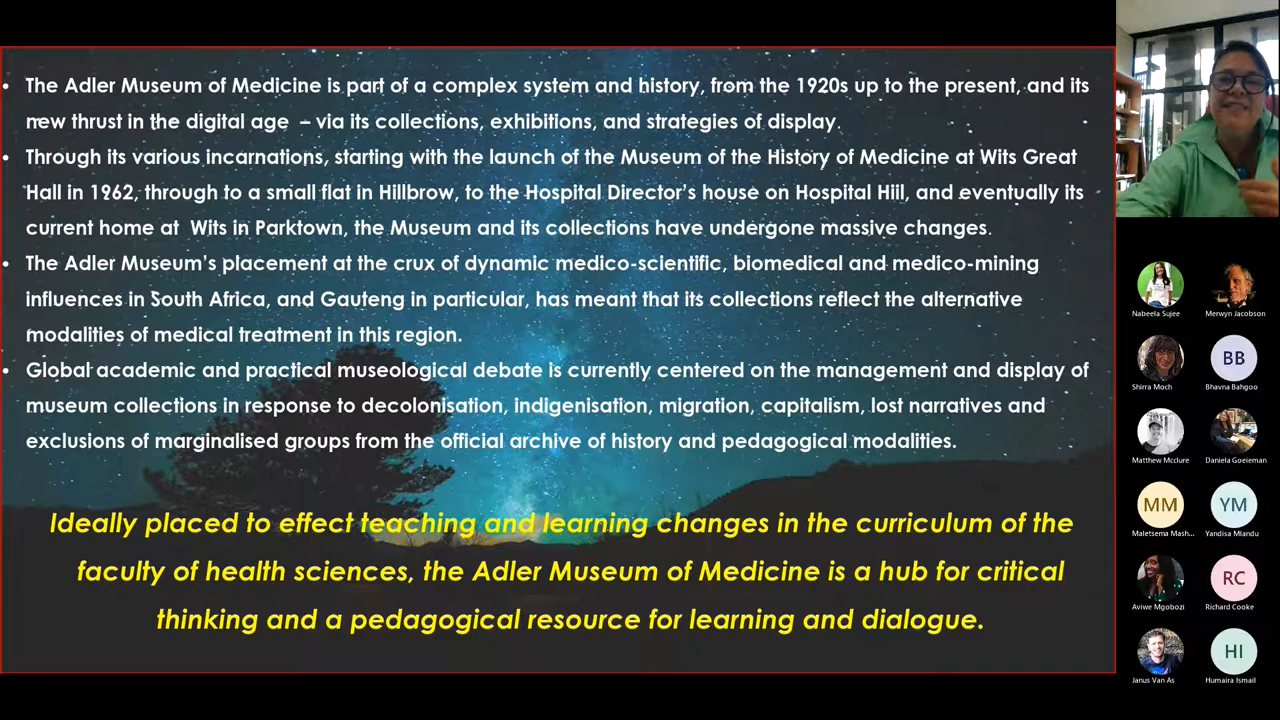 • The Adler Museum of Medicine is part of a complex system and history, from the 1920s up to the present, and its
new thrust in the digital age – via its collections, exhibitions, and strategies of display.
• Through its various incarnations, starting with the launch of the Museum of the History of Medicine at Wits Great
Hall in 1962, through to a small flat in Hillbrow, to the Hospital Director's house on Hospital Hill, and eventually its
current home at Wits in Parktown, the Museum and its collections have undergone massive changes.
• The Adler Museum's placement at the crux of dynamic medico-scientific, biomedical and medico-mining
influences in South Africa, and Gauteng in particular, has meant that its collections reflect the alternative
modalities of medical treatment in this region.
• Global academic and practical museological debate is currently centered on the management and display of
museum collections in response to decolonisation, indigenisation, migration, capitalism, lost narratives and
exclusions of marginalised groups from the official archive of history and pedagogical modalities.
Ideally placed to effect teaching and learning changes in the curriculum of the
faculty of health sciences, the Adler Museum of Medicine is a hub for critical
thinking and a pedagogical resource for learning and dialogue.
Nabeela Sujee
Merwyn Jacobson
Shirra Moch
BB
Bhavna Bahgoo
Matthew Mcclure
Daniela Goeieman
MM
Maletsema Mash...
YM
Yandisa Mlandu
Aviwe Mgobozi
RC
Richard Cooke
Janus Van As
HI
Humaira Ismail